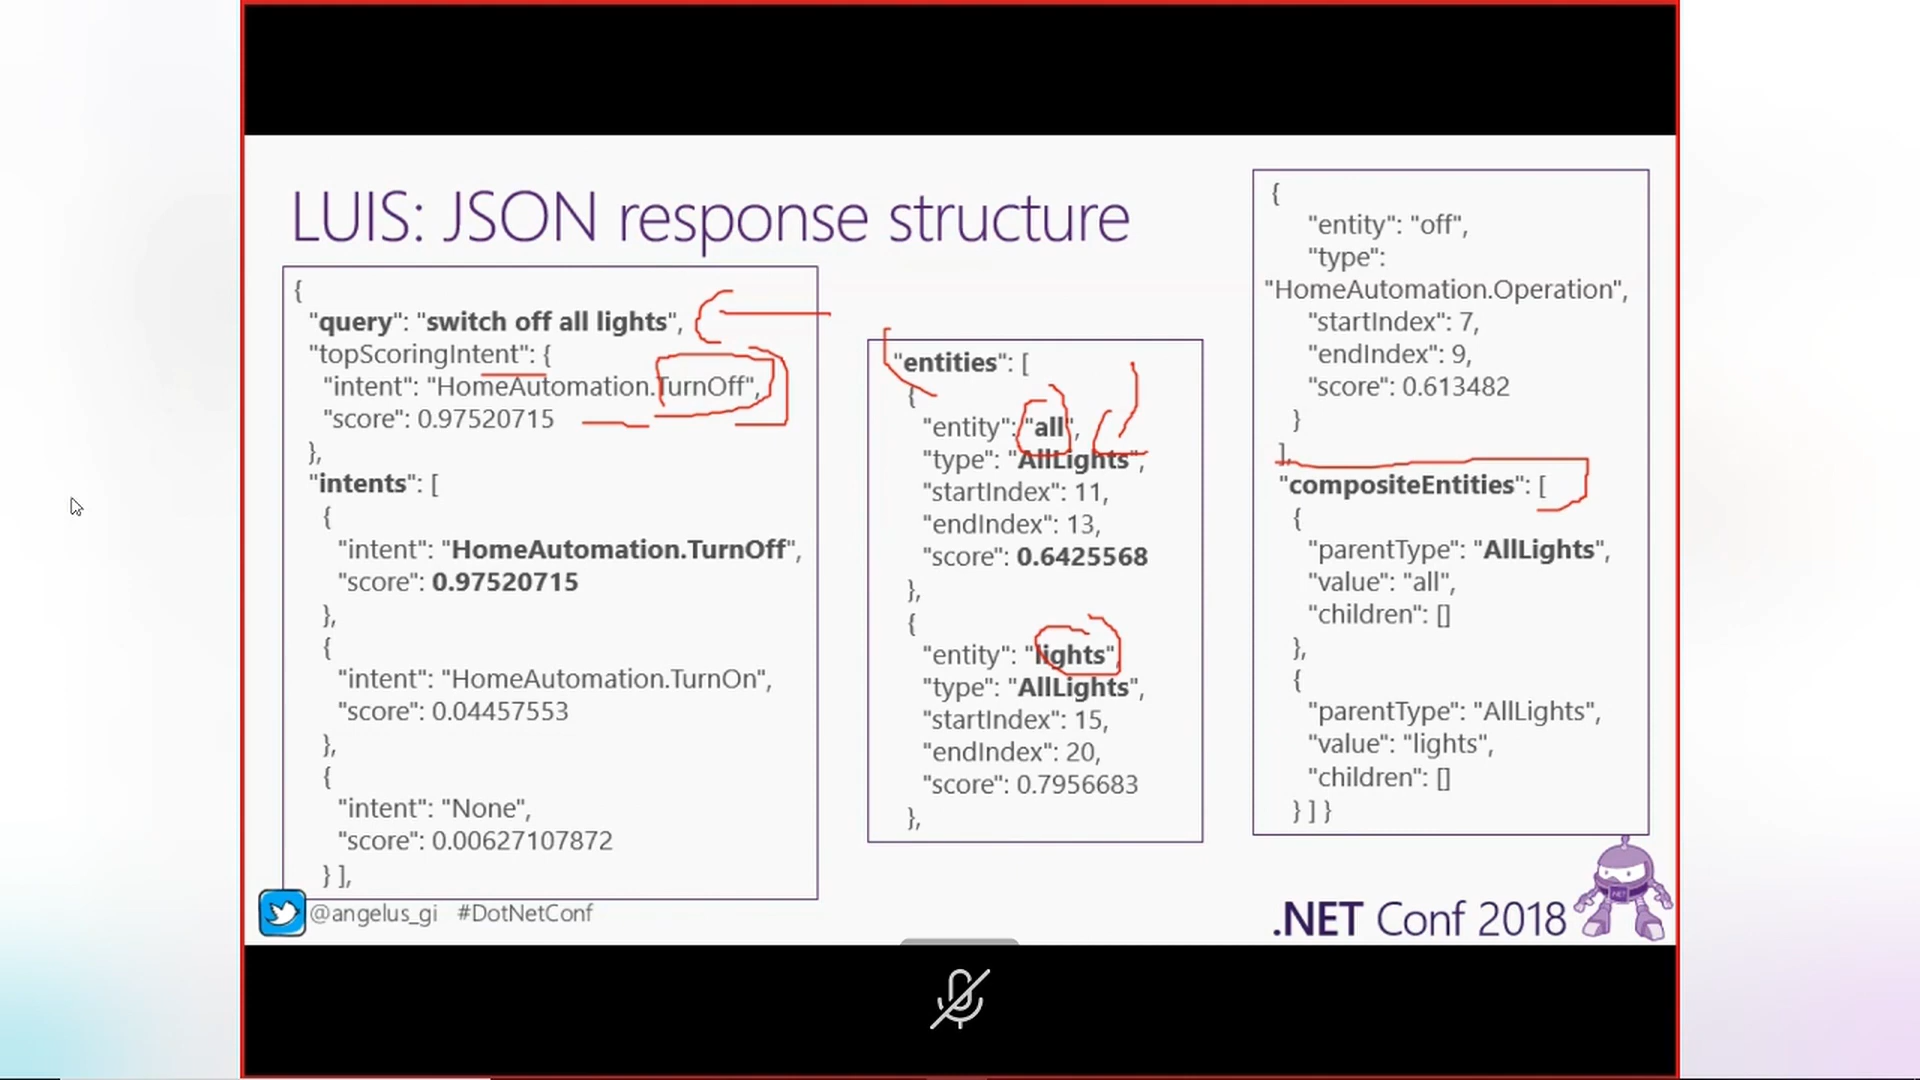 LUIS: JSON response structure
{
"query": "switch off all lights",
"topScoringIntent": {
"intent": "HomeAutomation.TurnOff",
"score": 0.97520715
},
"intents": [
{
"intent": "HomeAutomation.TurnOff",
"score": 0.97520715
},
{
"intent": "HomeAutomation.TurnOn",
"score": 0.04457553
},
{
"intent": "None",
"score": 0.00627107872
} ],
"entities": [
{
"entity": "all",
"type": "AllLights",
"startIndex": 11,
"endIndex": 13,
"score": 0.6425568
},
{
"entity": "lights",
"type": "AllLights",
"startIndex": 15,
"endIndex": 20,
"score": 0.7956683
},
{
"entity": "off",
"type":
"HomeAutomation.Operation",
"startIndex": 7,
"endIndex": 9,
"score": 0.613482
}
],
"compositeEntities": [
{
"parentType": "AllLights",
"value": "all",
"children": []
},
{
"parentType": "AllLights",
"value": "lights",
"children": []
} ] }
@angelus_gi #DotNetConf
.NET Conf 2018
.NET